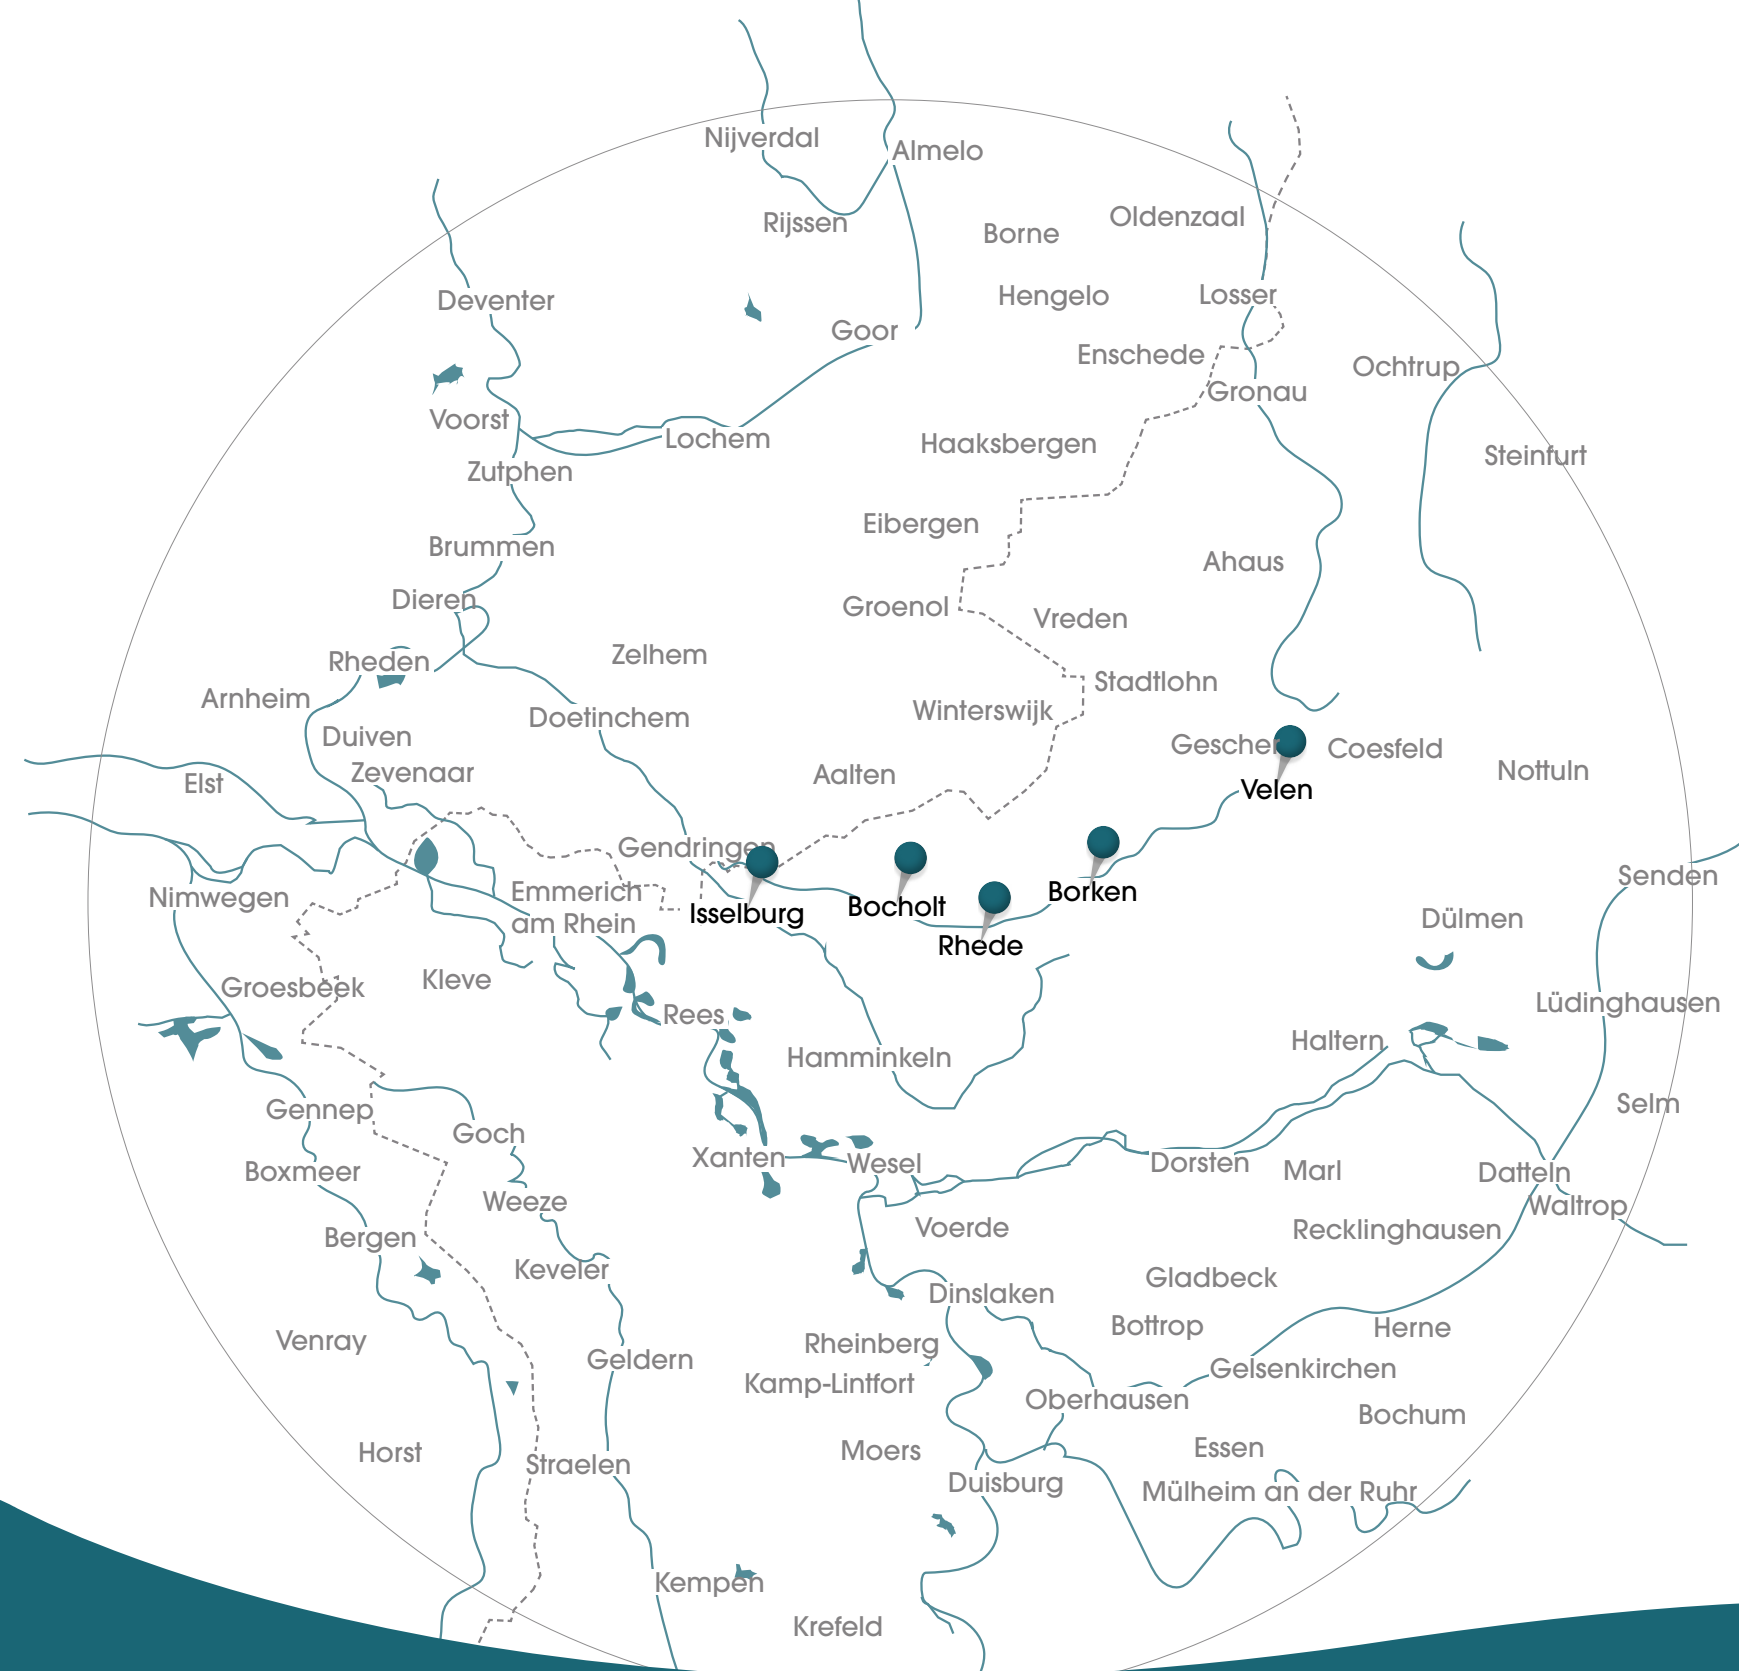 Nijverdal
Almelo
Rijssen
Oldenzaal
Borne
Deventer
Hengelo
Losser
Goor
Enschede
Ochtrup
Gronau
Voorst
Lochem
Haaksbergen
Steinfurt
Zutphen
Eibergen
Brummen
Ahaus
Dieren
Groenol
Vreden
Zelhem
Rheden
Stadtlohn
Arnheim
Winterswijk
Doetinchem
Duiven
Gescher
Coesfeld
Zevenaar
Aalten
Nottuln
Elst
Velen
Gendringen
Senden
Emmerich
am Rhein
Borken
Nimwegen
Bocholt
Isselburg
Dülmen
Rhede
Kleve
Groesbeek
Lüdinghausen
Rees
Haltern
Hamminkeln
Selm
Gennep
Goch
Xanten
Wesel
Dorsten
Marl
Datteln
Boxmeer
Weeze
Waltrop
Voerde
Recklinghausen
Bergen
Keveler
Gladbeck
Dinslaken
Bottrop
Herne
Venray
Rheinberg
Geldern
Gelsenkirchen
Kamp-Lintfort
Oberhausen
Bochum
Horst
Moers
Essen
Straelen
Duisburg
Mülheim an der Ruhr
Kempen
Krefeld